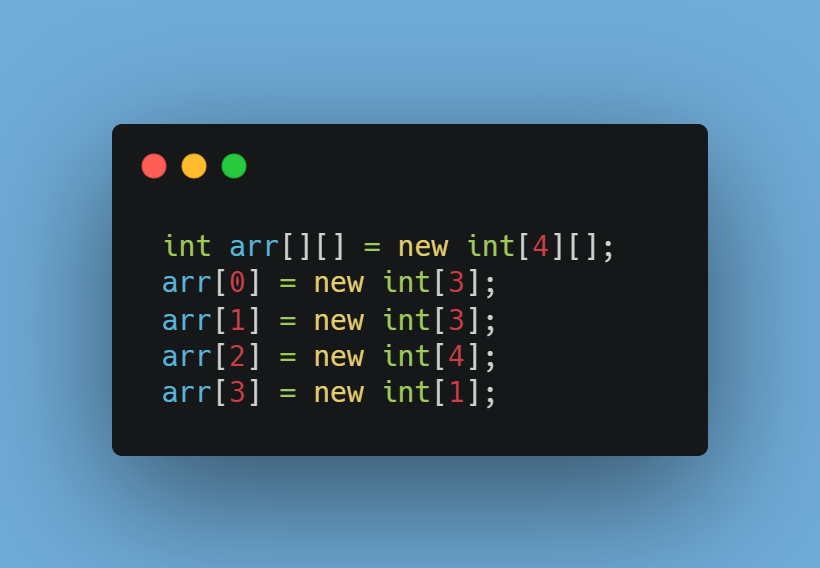 int arr[][] = new int[4][];
arr[0] = new int[3];
arr[1] = new int[3];
arr[2] = new int[4];
arr[3] = new int[1];